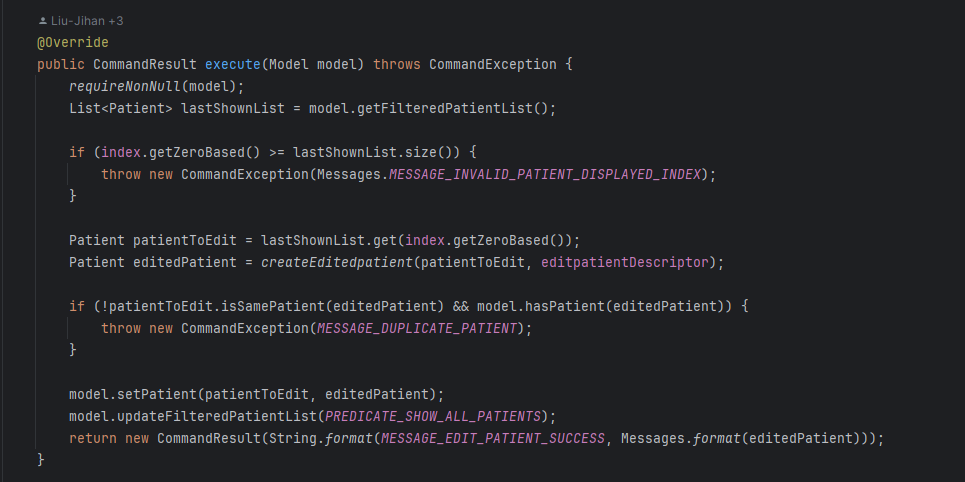 Liu-Jihan +3
@Override
public CommandResult execute(Model model) throws CommandException {
requireNonNull(model);
List<Patient> lastShownList = model.getFilteredPatientList();
if (index.getZeroBased() >= lastShownList.size()) {
throw new CommandException(Messages.MESSAGE_INVALID_PATIENT_DISPLAYED_INDEX);
}
Patient patientToEdit = lastShownList.get(index.getZeroBased());
Patient editedPatient = createEditedpatient(patientToEdit, editpatientDescriptor);
if (!patientToEdit.isSamePatient(editedPatient) && model.hasPatient(editedPatient)) {
throw new CommandException(MESSAGE_DUPLICATE_PATIENT);
}
model.setPatient(patientToEdit, editedPatient);
model.updateFilteredPatientList(PREDICATE_SHOW_ALL_PATIENTS);
return new CommandResult(String.format(MESSAGE_EDIT_PATIENT_SUCCESS, Messages.format(editedPatient)));
}